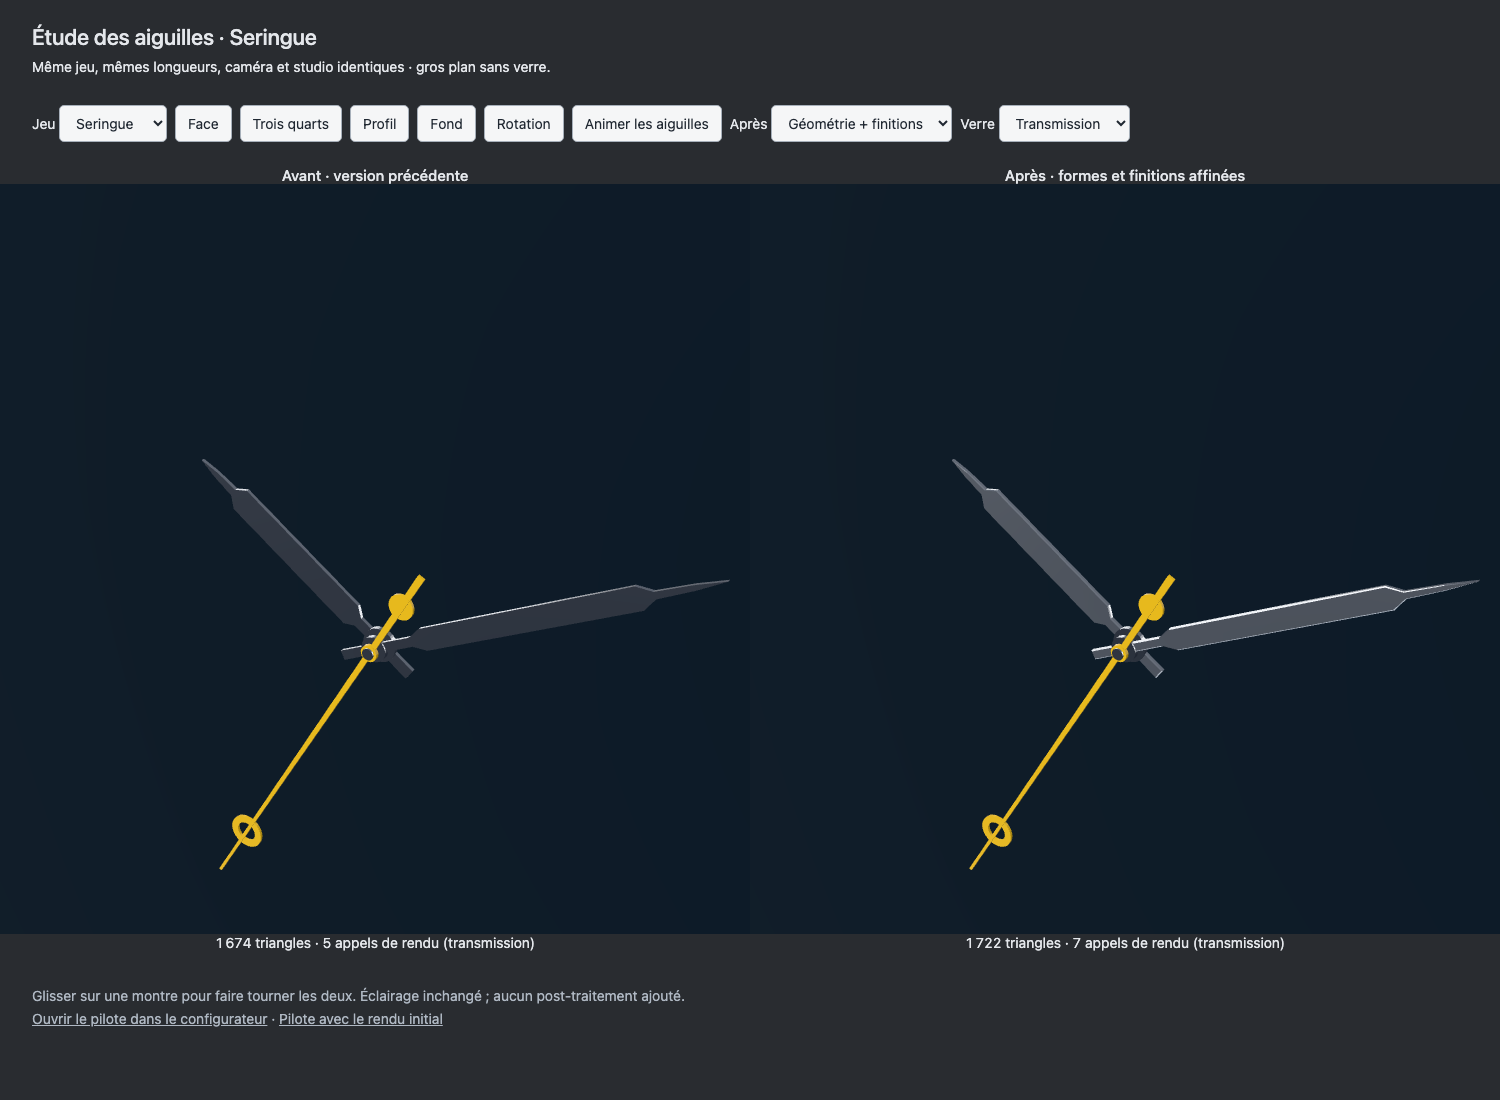 Étude des aiguilles · Seringue
Même jeu, mêmes longueurs, caméra et studio identiques · gros plan sans verre.
Jeu Seringue Face Trois quarts Profil Fond Rotation Animer les aiguilles Après Géométrie + finitions Verre Transmission
Avant · version précédente
Après · formes et finitions affinées
1 674 triangles · 5 appels de rendu (transmission)
1 722 triangles · 7 appels de rendu (transmission)
Glisser sur une montre pour faire tourner les deux. Éclairage inchangé ; aucun post-traitement ajouté.
Ouvrir le pilote dans le configurateur · Pilote avec le rendu initial